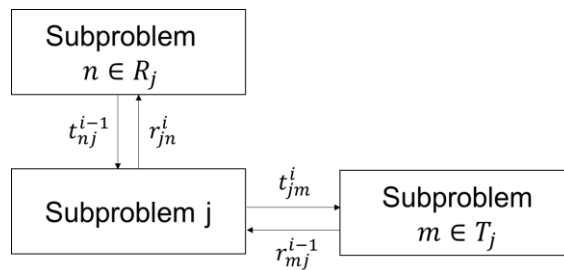 Subproblem
n ∈ R_j
t_{nj}^{i−1} r_{jn}^{i}
Subproblem j
t_{jm}^{i}
r_{mj}^{i−1}
Subproblem
m ∈ T_j